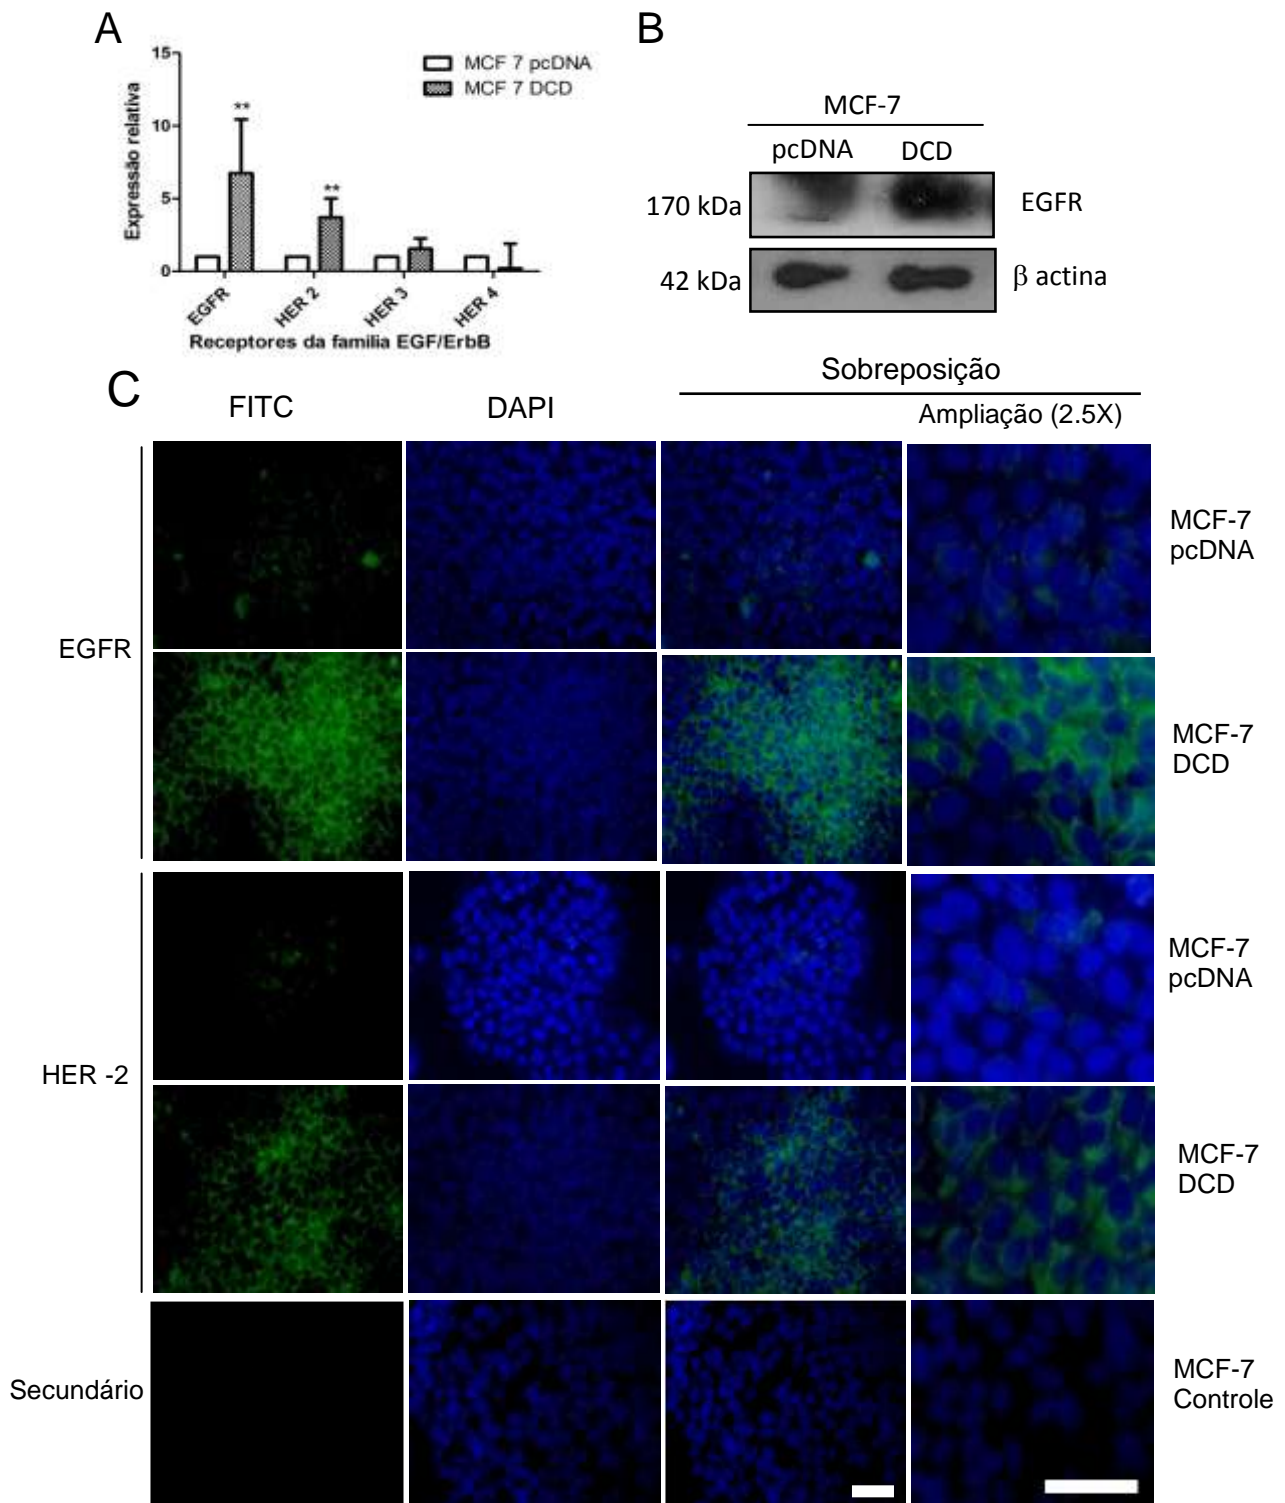 A
15
10
5
0
Expressão relativa
**
**
MCF 7 pcDNA
MCF 7 DCD
EGFR
HER 2
HER 3
HER 4
Receptores da familia EGF/ErbB
B
MCF-7
pcDNA DCD
170 kDa
EGFR
42 kDa
β actina
C
FITC
DAPI
Sobreposição
Ampliação (2.5X)
EGFR
MCF-7
pcDNA
MCF-7
DCD
HER -2
MCF-7
pcDNA
MCF-7
DCD
Secundário
MCF-7
Controle